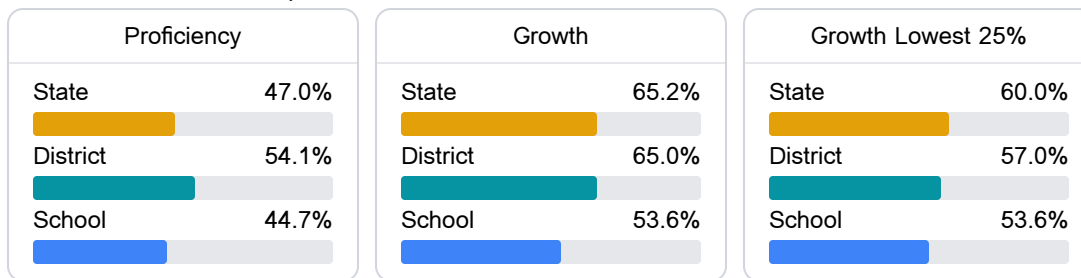 Proficiency
State 47.0%
District 54.1%
School 44.7%
Growth
State 65.2%
District 65.0%
School 53.6%
Growth Lowest 25%
State 60.0%
District 57.0%
School 53.6%